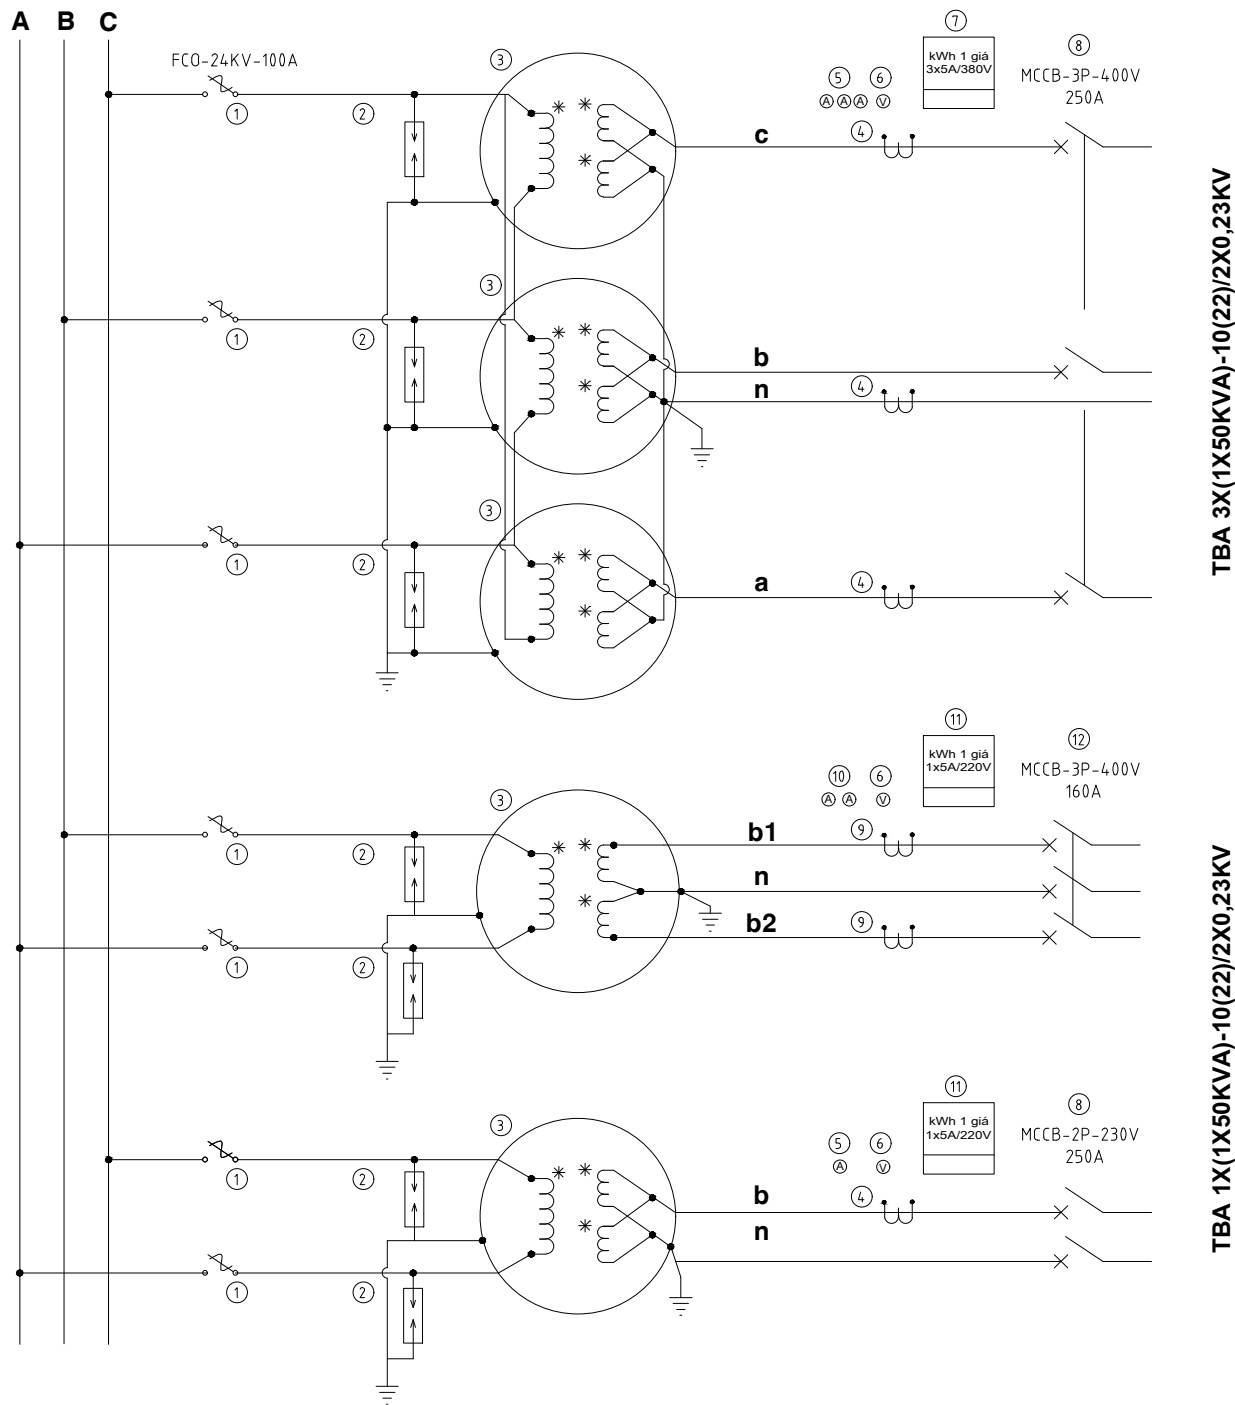 A B C
FCO-24KV-100A
1
2
3
5
6
A A A V
7
kWh 1 giá
3x5A/380V
8
MCCB-3P-400V
250A
c
4
3
1
2
b
n
4
3
1
2
a
4
TBA 3X(1X50KVA)-10(22)/2X0,23KV
3
10
6
A A V
11
kWh 1 giá
1x5A/220V
12
MCCB-3P-400V
160A
1
2
b1
9
n
b2
9
1
2
TBA 1X(1X50KVA)-10(22)/2X0,23KV
3
5
6
A V
11
kWh 1 giá
1x5A/220V
8
MCCB-2P-230V
250A
1
2
b
4
n
1
2